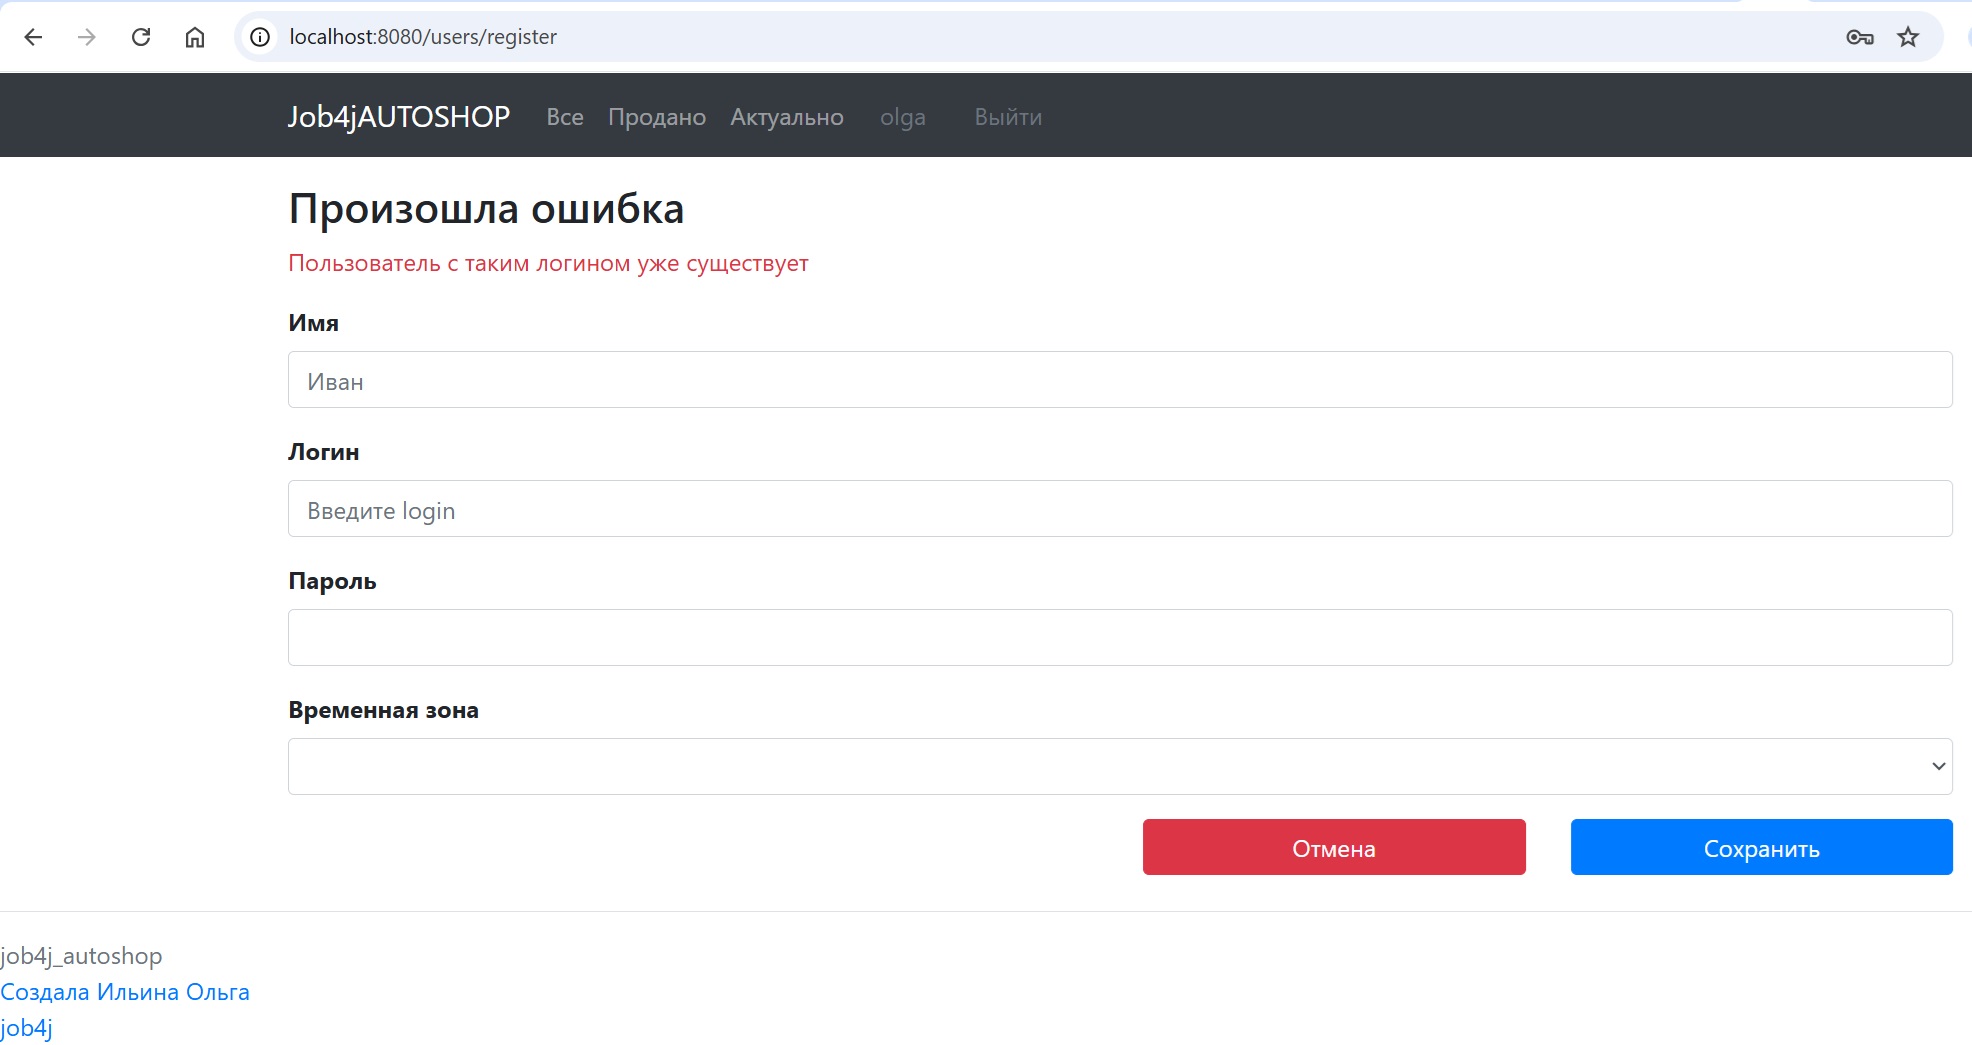 localhost:8080/users/register
Job4jAUTOSHOP Все Продано Актуально olga Выйти
Произошла ошибка
Пользователь с таким логином уже существует
Имя
Иван
Логин
Введите login
Пароль
Временная зона
Отмена Сохранить
job4j_autoshop
Создала Ильина Ольга
job4j